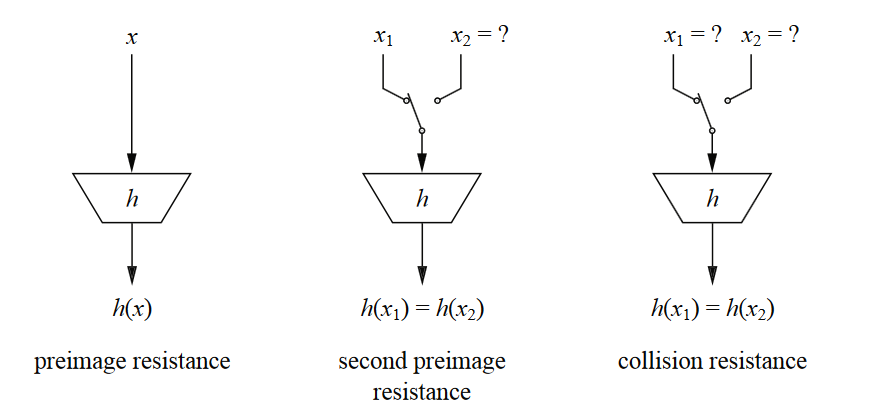 x
h
h(x)
preimage resistance
x₁
x₂ = ?
h
h(x₁) = h(x₂)
second preimage
resistance
x₁ = ?
x₂ = ?
h
h(x₁) = h(x₂)
collision resistance